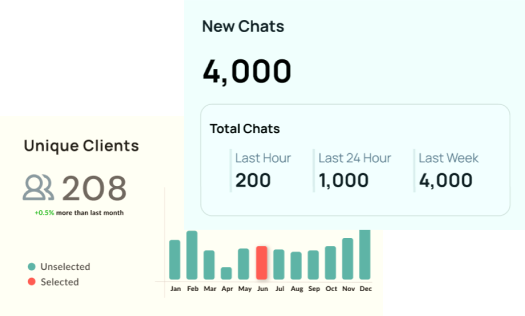 New Chats
4,000
Total Chats
Last Hour Last 24 Hour Last Week
200 1,000 4,000
Unique Clients
208
+0.5% more than last month
Unselected
Selected
Jan Feb Mar Apr May Jun Jul Aug Sep Oct Nov Dec